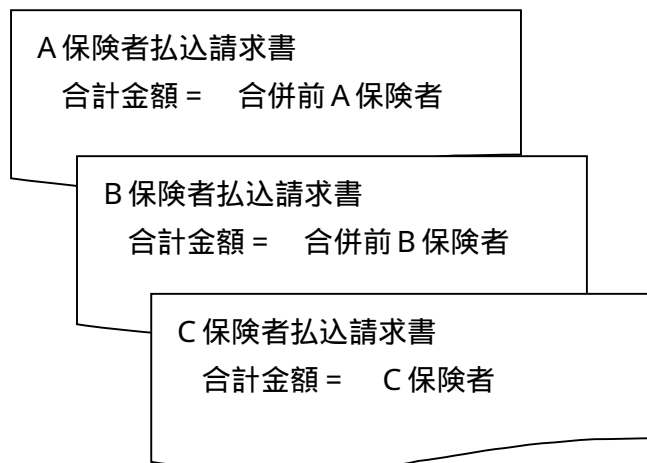 A保険者払込請求書
合計金額 = 合併前A保険者
B保険者払込請求書
合計金額 = 合併前B保険者
C保険者払込請求書
合計金額 = C保険者